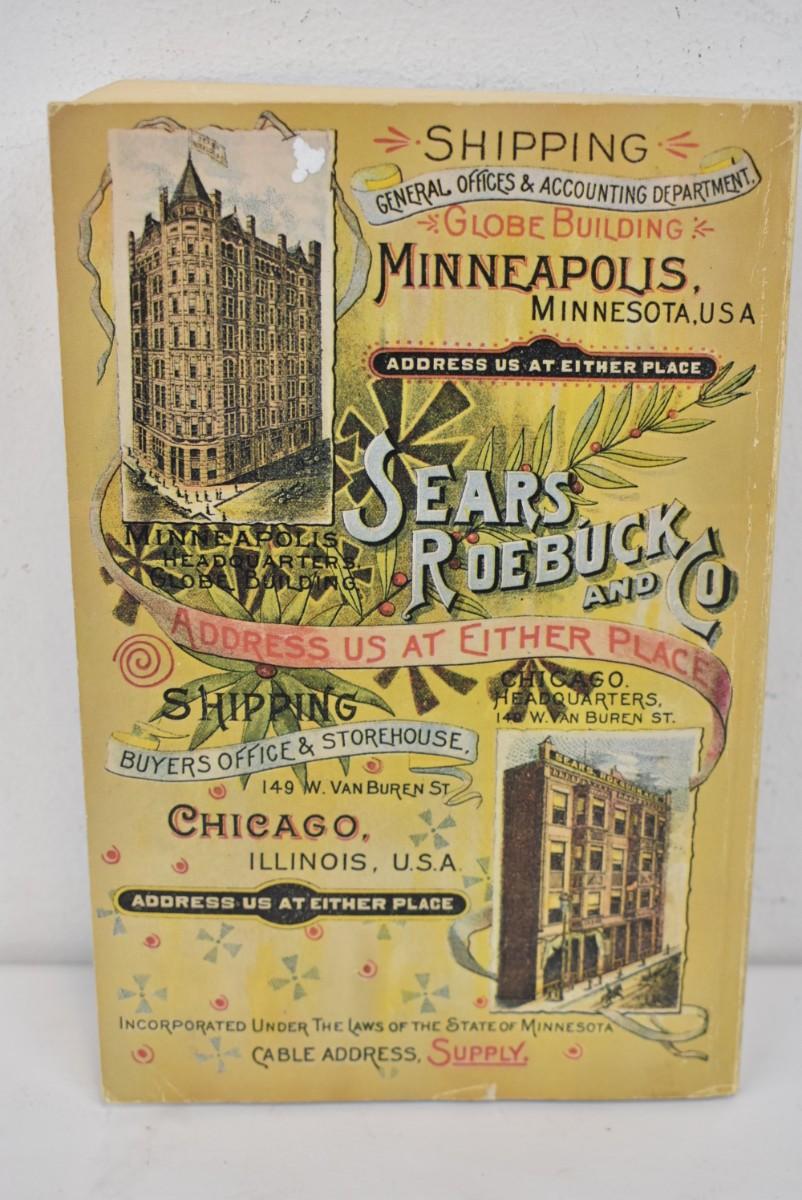 SHIPPING
GENERAL OFFICES & ACCOUNTING DEPARTMENT,
GLOBE BUILDING
MINNEAPOLIS,
MINNESOTA, USA
ADDRESS US AT EITHER PLACE
SEARS
ROEBUCK
AND CO
MINNEAPOLIS
HEADQUARTERS,
GLOBE BUILDING.
ADDRESS US AT EITHER PLACE
SHIPPING
BUYERS OFFICE & STOREHOUSE,
149 W. VAN BUREN ST
CHICAGO,
ILLINOIS, U.S.A.
ADDRESS US AT EITHER PLACE
CHICAGO.
HEADQUARTERS,
149 W. VAN BUREN ST.
SEARS, ROEBUCK
INCORPORATED UNDER THE LAWS OF THE STATE OF MINNESOTA
CABLE ADDRESS, SUPPLY.